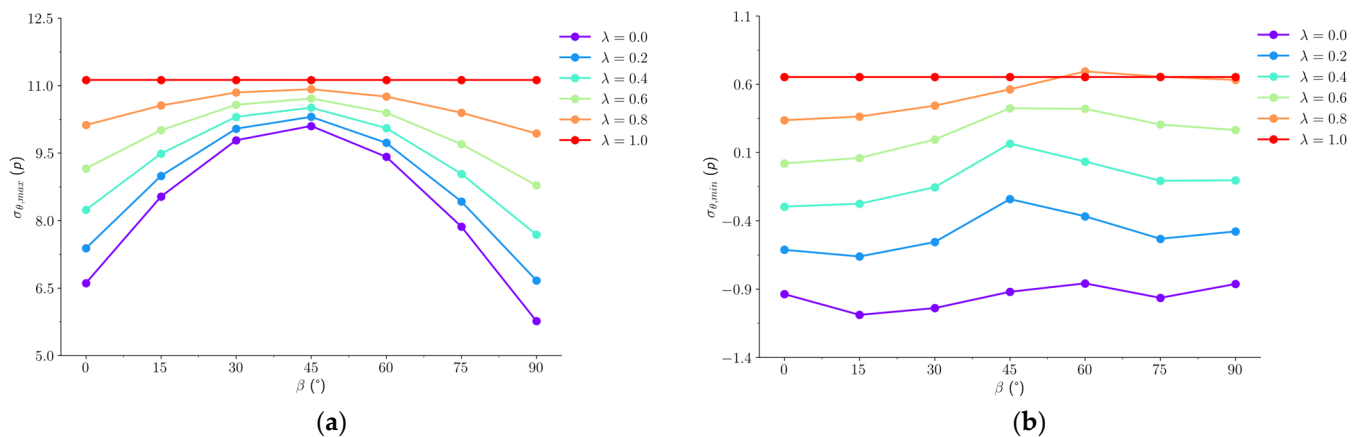 12.5
11.0
9.5
8.0
6.5
5.0
σθ,max (p)
0 15 30 45 60 75 90
β (°)
λ = 0.0
λ = 0.2
λ = 0.4
λ = 0.6
λ = 0.8
λ = 1.0
(a)
1.1
0.6
0.1
−0.4
−0.9
−1.4
σθ,min (p)
0 15 30 45 60 75 90
β (°)
λ = 0.0
λ = 0.2
λ = 0.4
λ = 0.6
λ = 0.8
λ = 1.0
(b)